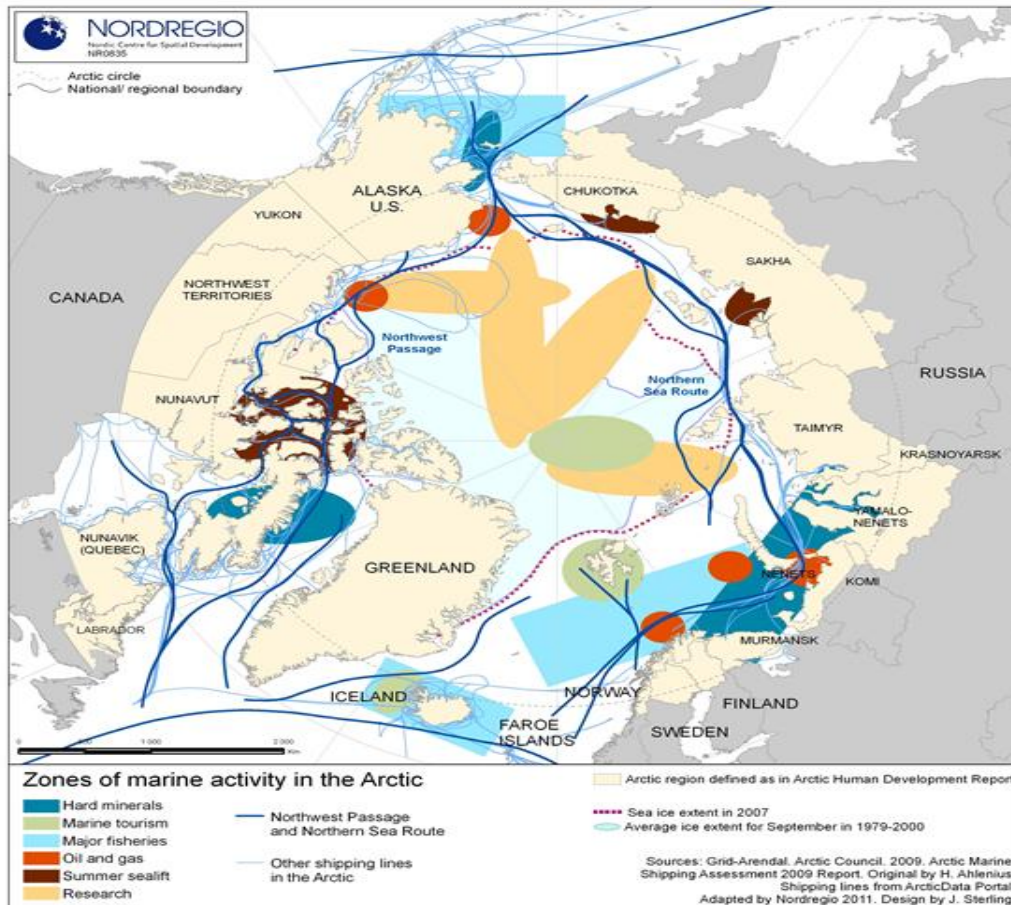 NORDREGIO
Nordic Centre for Spatial Development
NR0835
Arctic circle
National/ regional boundary
ALASKA
U.S.
CHUKOTKA
YUKON
SAKHA
CANADA
NORTHWEST
TERRITORIES
Northwest
Passage
Northern
Sea Route
RUSSIA
NUNAVUT
TAIMYR
KRASNOYARSK
YAMALO-
NENETS
NUNAVIK
(QUEBEC)
GREENLAND
NENETS
KOMI
LABRADOR
MURMANSK
ICELAND
NORWAY
FINLAND
FAROE
ISLANDS
SWEDEN
0
1 000
2 000
Km
Zones of marine activity in the Arctic
Hard minerals
Marine tourism
Major fisheries
Oil and gas
Summer sealift
Research
Northwest Passage
and Northern Sea Route
Other shipping lines
in the Arctic
Arctic region defined as in Arctic Human Development Report
Sea ice extent in 2007
Average ice extent for September in 1979-2000
Sources: Grid-Arendal. Arctic Council. 2009. Arctic Marine
Shipping Assessment 2009 Report. Original by H. Ahlenius
Shipping lines from ArcticData Portal
Adapted by Nordregio 2011. Design by J. Sterling